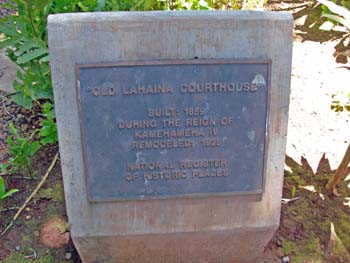 "OLD LAHAINA COURTHOUSE"
BUILT: 1859
DURING THE REIGN OF
KAMEHAMEHA IV
REMODELED: 1925
NATIONAL REGISTER
OF HISTORIC PLACES